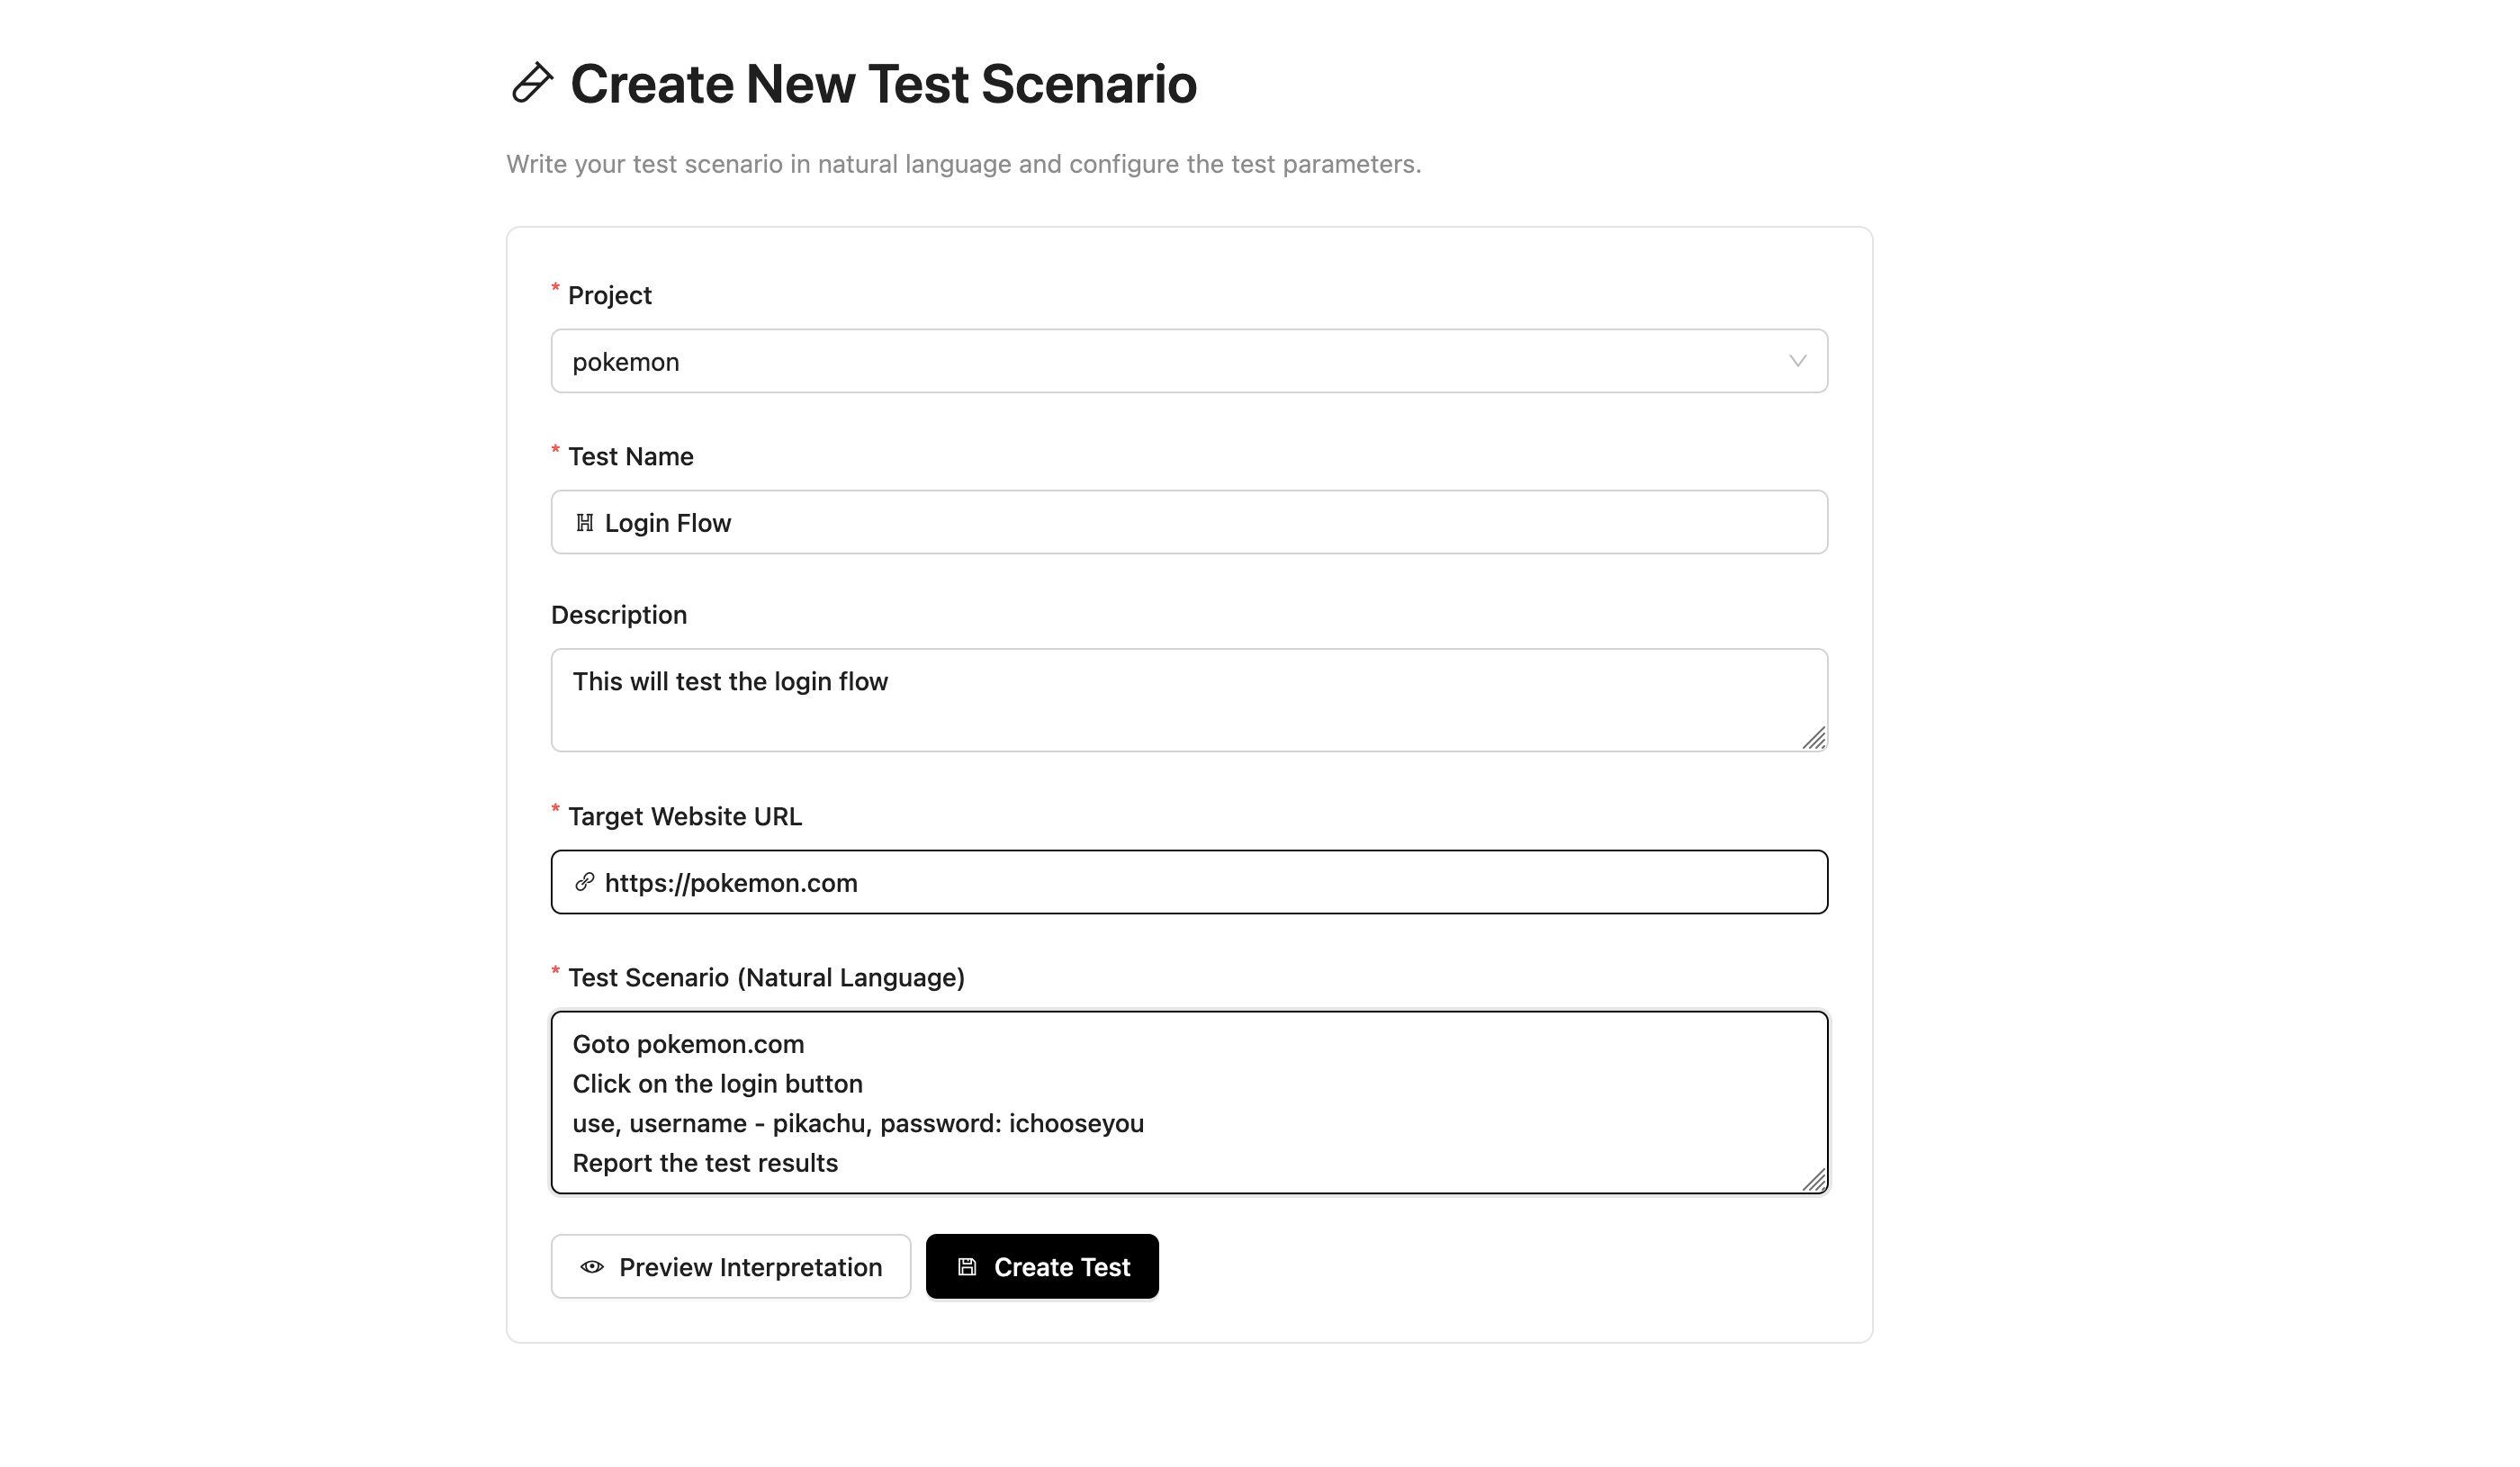 Create New Test Scenario
Write your test scenario in natural language and configure the test parameters.
* Project
pokemon
* Test Name
Login Flow
Description
This will test the login flow
* Target Website URL
https://pokemon.com
* Test Scenario (Natural Language)
Goto pokemon.com
Click on the login button
use, username - pikachu, password: ichooseyou
Report the test results
Preview Interpretation
Create Test